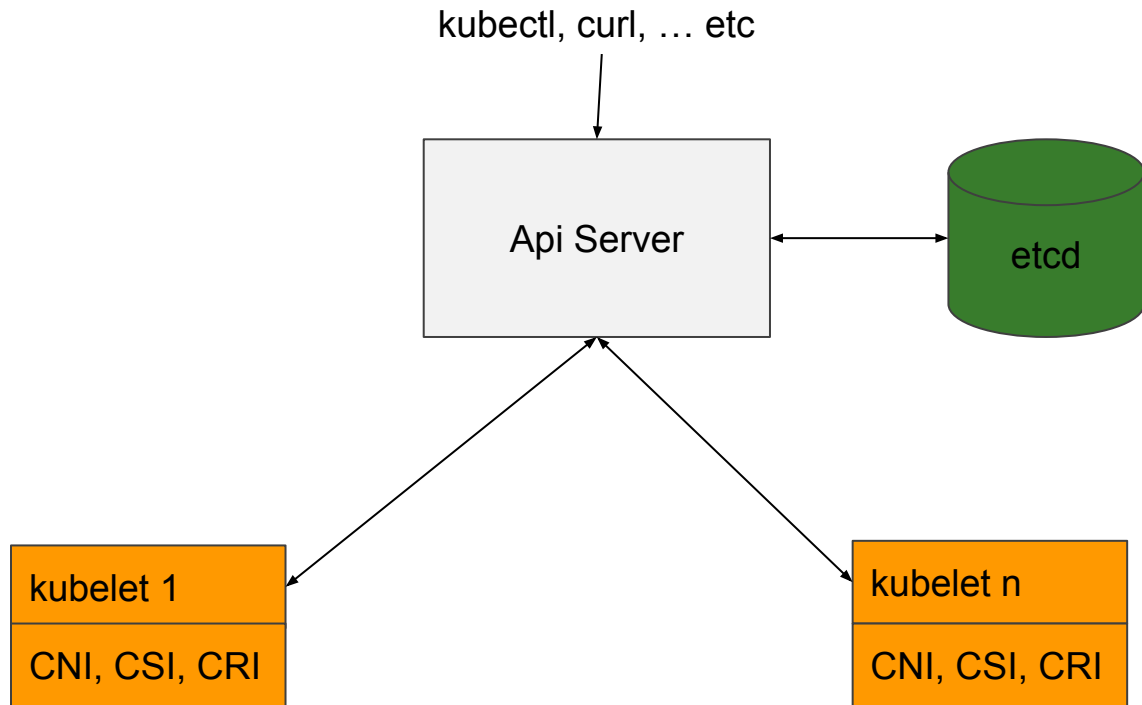 kubectl, curl, … etc
Api Server
etcd
kubelet 1
CNI, CSI, CRI
kubelet n
CNI, CSI, CRI